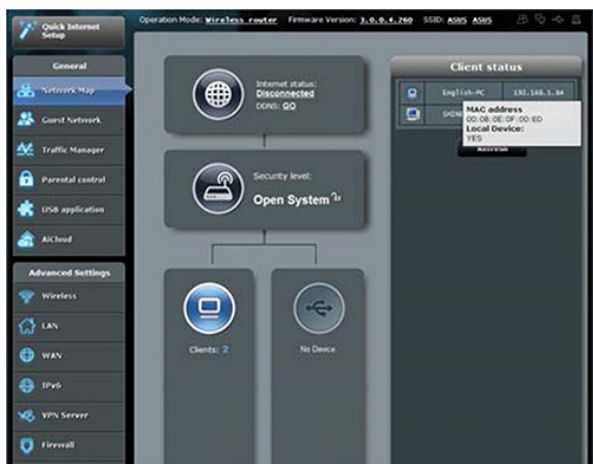 Quick Internet
Setup
Operation Mode: Wireless router Firmware Version: 3.0.0.4.260 SSID: ASUS ASUS
General
Network Map
Guest Network
Traffic Manager
Parental control
USB application
AiCloud
Advanced Settings
Wireless
LAN
WAN
IPv6
VPN Server
Firewall
Internet status:
Disconnected
DDNS: GO
Security level:
Open System
Clients: 2
No Device
Client status
English-PC 192.168.1.84
MAC address
00:08:0E:0F:00:ED
Local Device:
YES